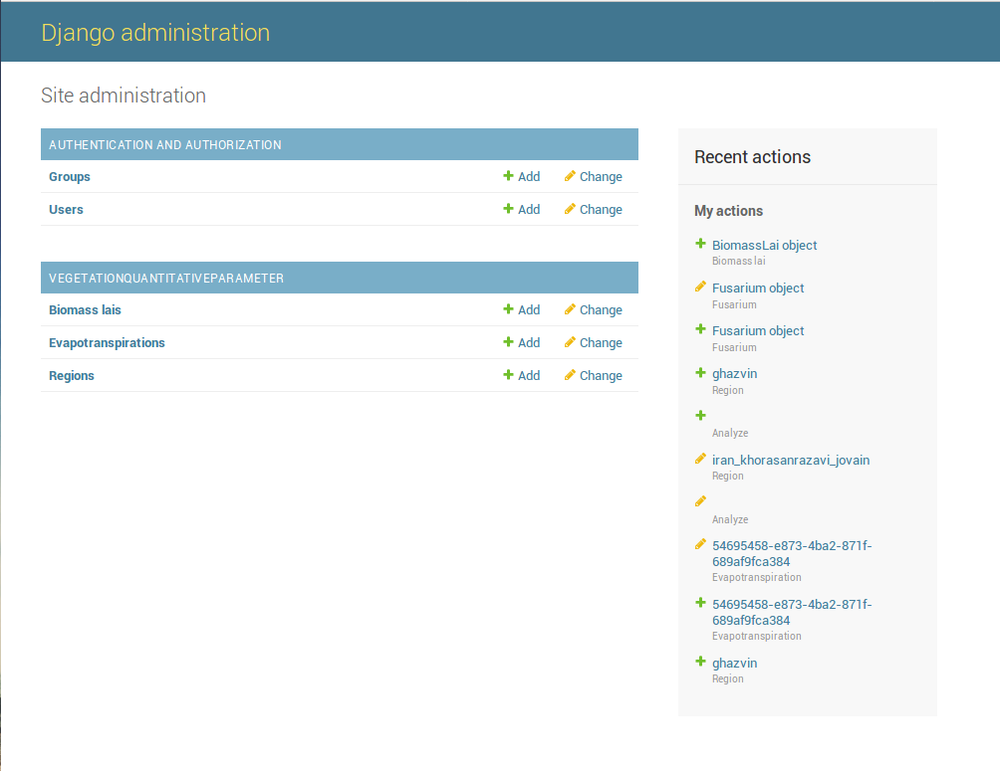 Django administration
Site administration
AUTHENTICATION AND AUTHORIZATION
Groups Add Change
Users Add Change
VEGETATIONQUANTITATIVEPARAMETER
Biomass lais Add Change
Evapotranspirations Add Change
Regions Add Change
Recent actions
My actions
BiomassLai object
Biomass lai
Fusarium object
Fusarium
Fusarium object
Fusarium
ghazvin
Region
Analyze
iran_khorasanrazavi_jovain
Region
Analyze
54695458-e873-4ba2-871f-
689af9fca384
Evapotranspiration
54695458-e873-4ba2-871f-
689af9fca384
Evapotranspiration
ghazvin
Region